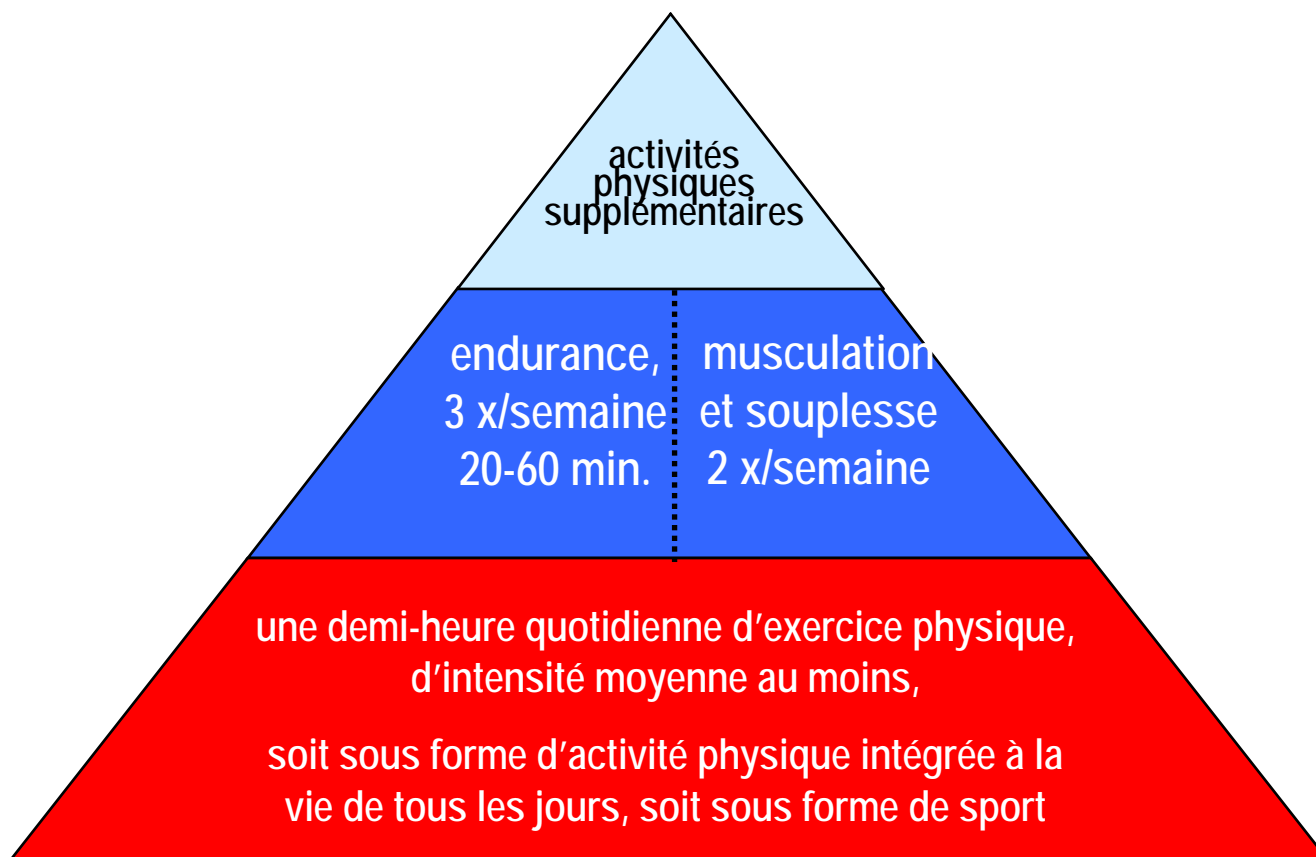 activités
physiques
supplémentaires
endurance,
3 x/semaine
20-60 min.
musculation
et souplesse
2 x/semaine
une demi-heure quotidienne d’exercice physique,
d’intensité moyenne au moins,
soit sous forme d’activité physique intégrée à la
vie de tous les jours, soit sous forme de sport